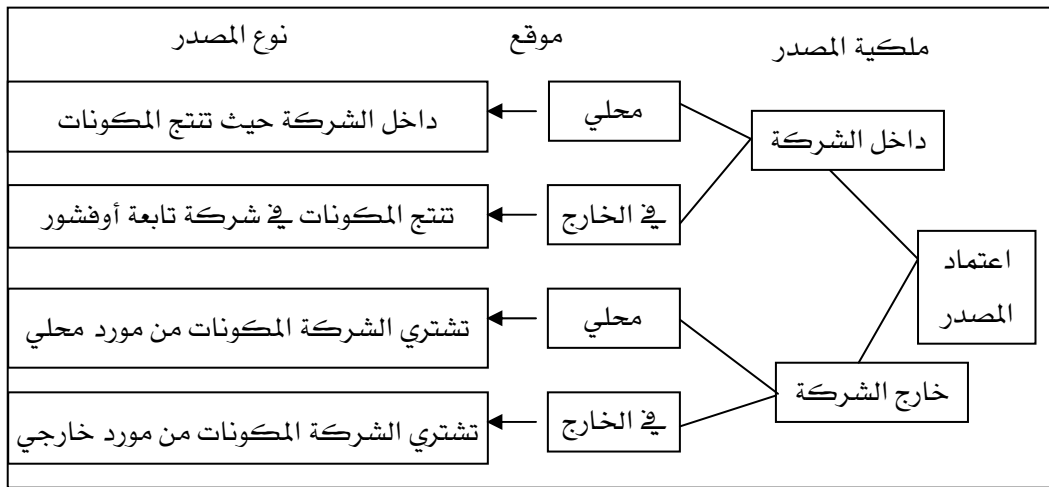 ملكية المصدر
موقع
نوع المصدر
اعتماد
المصدر
داخل الشركة
محلي
داخل الشركة حيث تنتج المكونات
في الخارج
تنتج المكونات في شركة تابعة أوفشور
خارج الشركة
محلي
تشتري الشركة المكونات من مورد محلي
في الخارج
تشتري الشركة المكونات من مورد خارجي